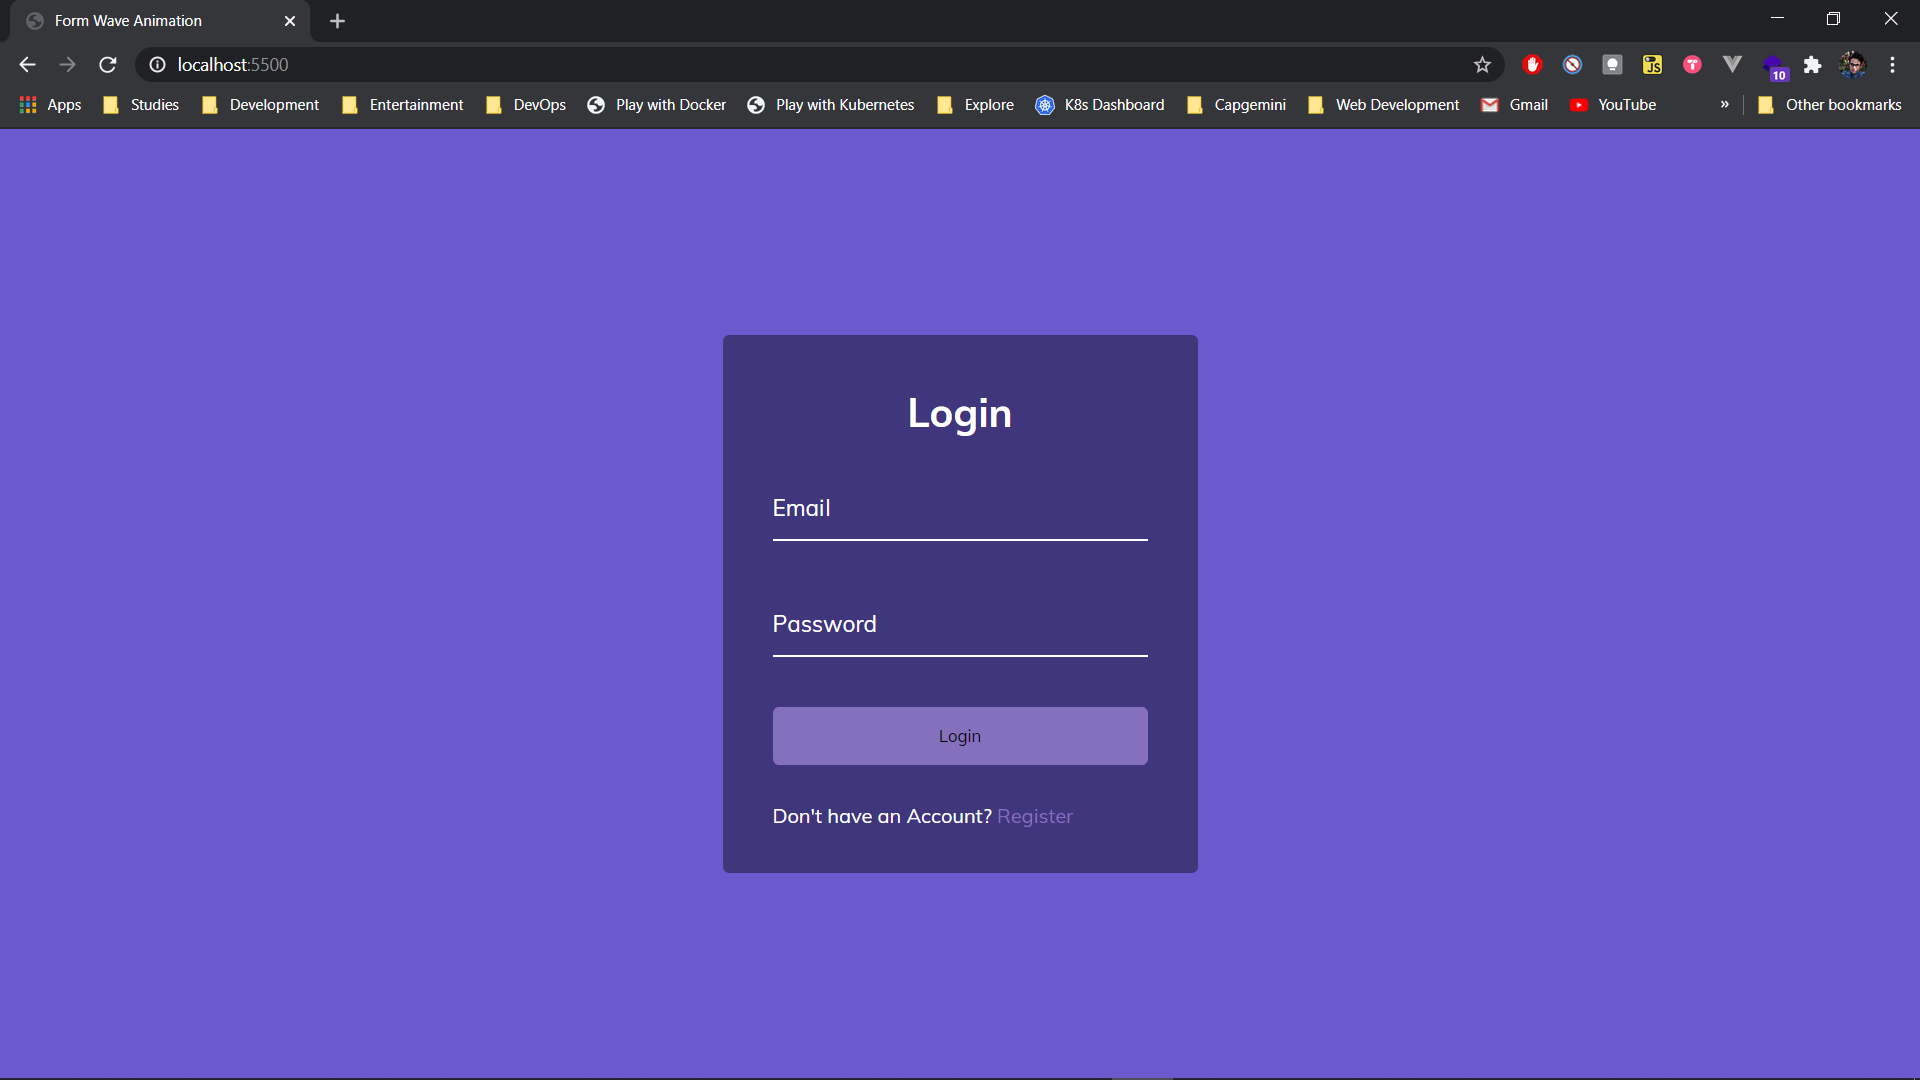 Form Wave Animation
localhost:5500
10
JS
T
Apps Studies Development Entertainment DevOps Play with Docker Play with Kubernetes Explore K8s Dashboard Capgemini Web Development Gmail YouTube » Other bookmarks
Login
Email
Password
Login
Don't have an Account? Register